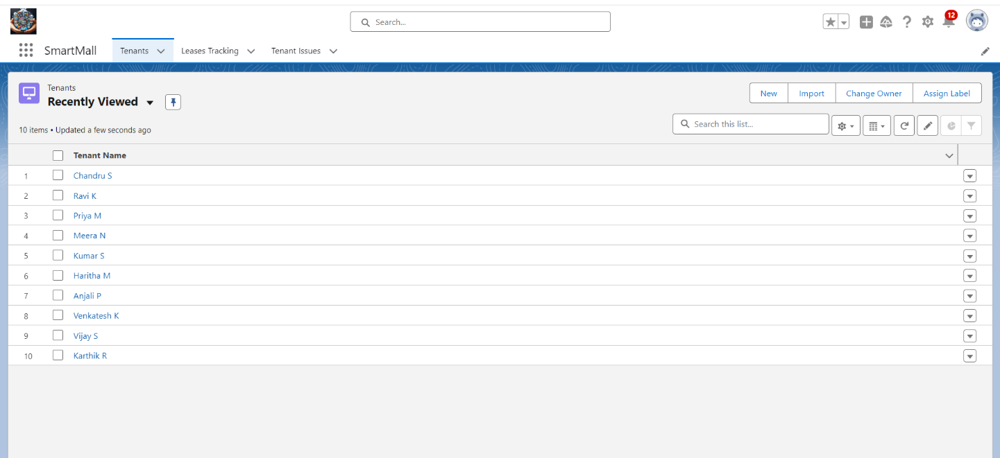 Search...
12
SmartMall Tenants Leases Tracking Tenant Issues
Tenants
Recently Viewed
New Import Change Owner Assign Label
10 items • Updated a few seconds ago
Search this list...
Tenant Name
1 Chandru S
2 Ravi K
3 Priya M
4 Meera N
5 Kumar S
6 Haritha M
7 Anjali P
8 Venkatesh K
9 Vijay S
10 Karthik R